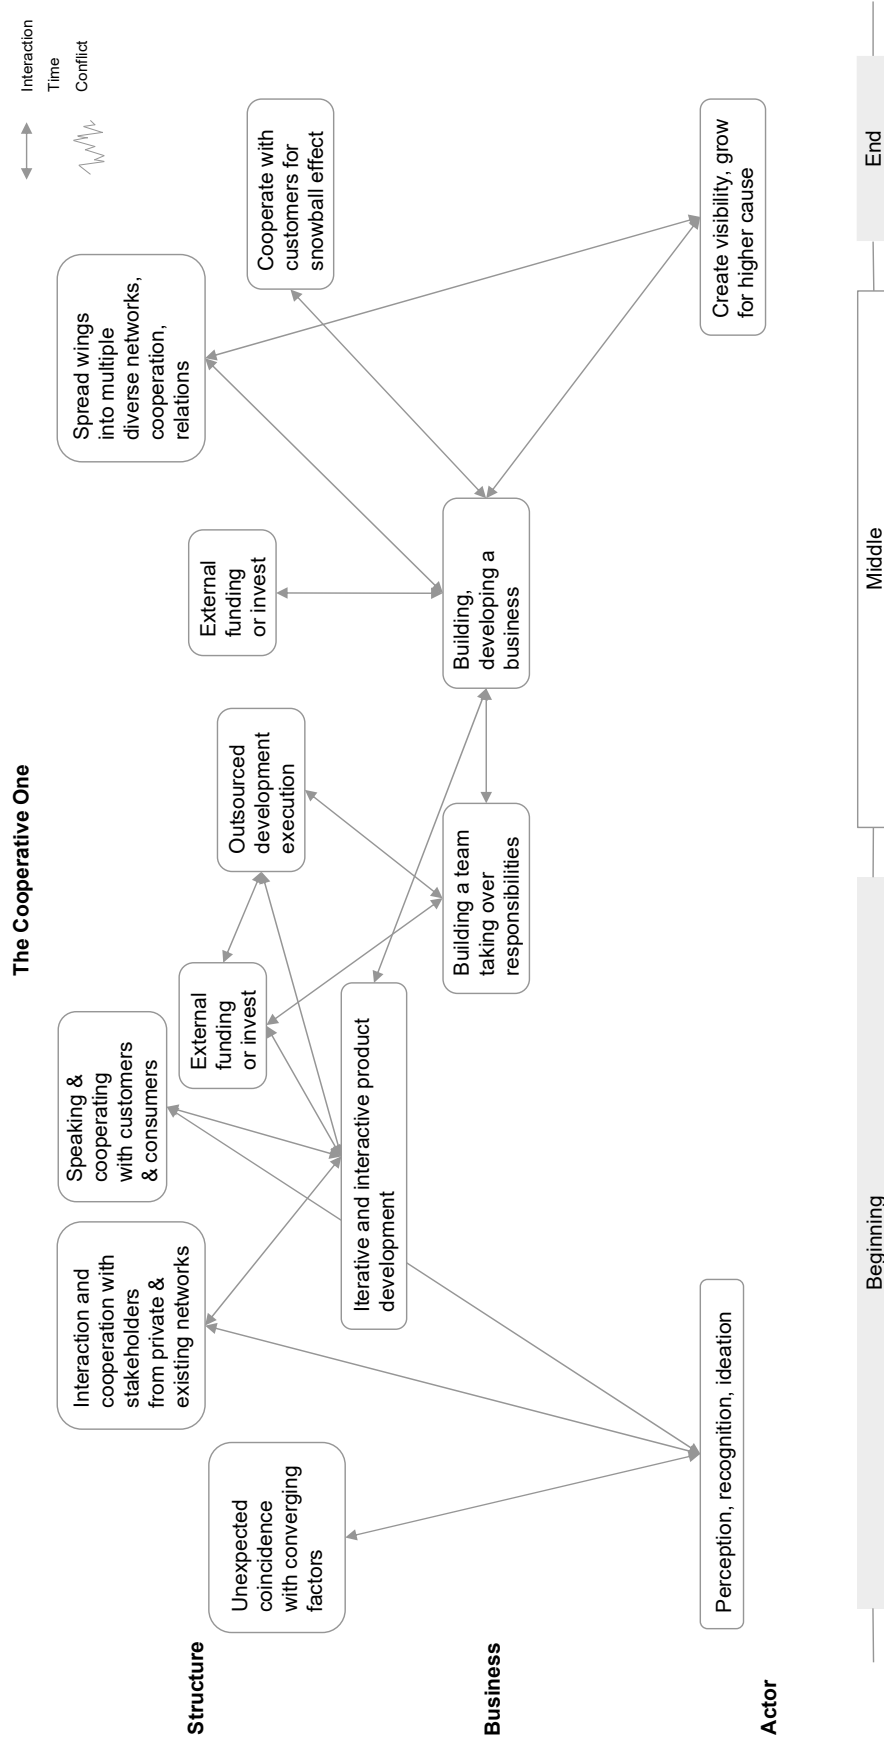 The Cooperative One
Interaction
Time
Conflict
Structure
Unexpected
coincidence
with converging
factors
Interaction and
cooperation with
stakeholders
from private &
existing networks
Speaking &
cooperating
with customers
& consumers
External
funding
or invest
Outsourced
development
execution
External
funding
or invest
Spread wings
into multiple
diverse networks,
cooperation,
relations
Cooperate with
customers for
snowball effect
Business
Iterative and interactive product
development
Building a team
taking over
responsibilities
Building,
developing a
business
Actor
Perception, recognition, ideation
Create visibility, grow
for higher cause
Beginning
Middle
End